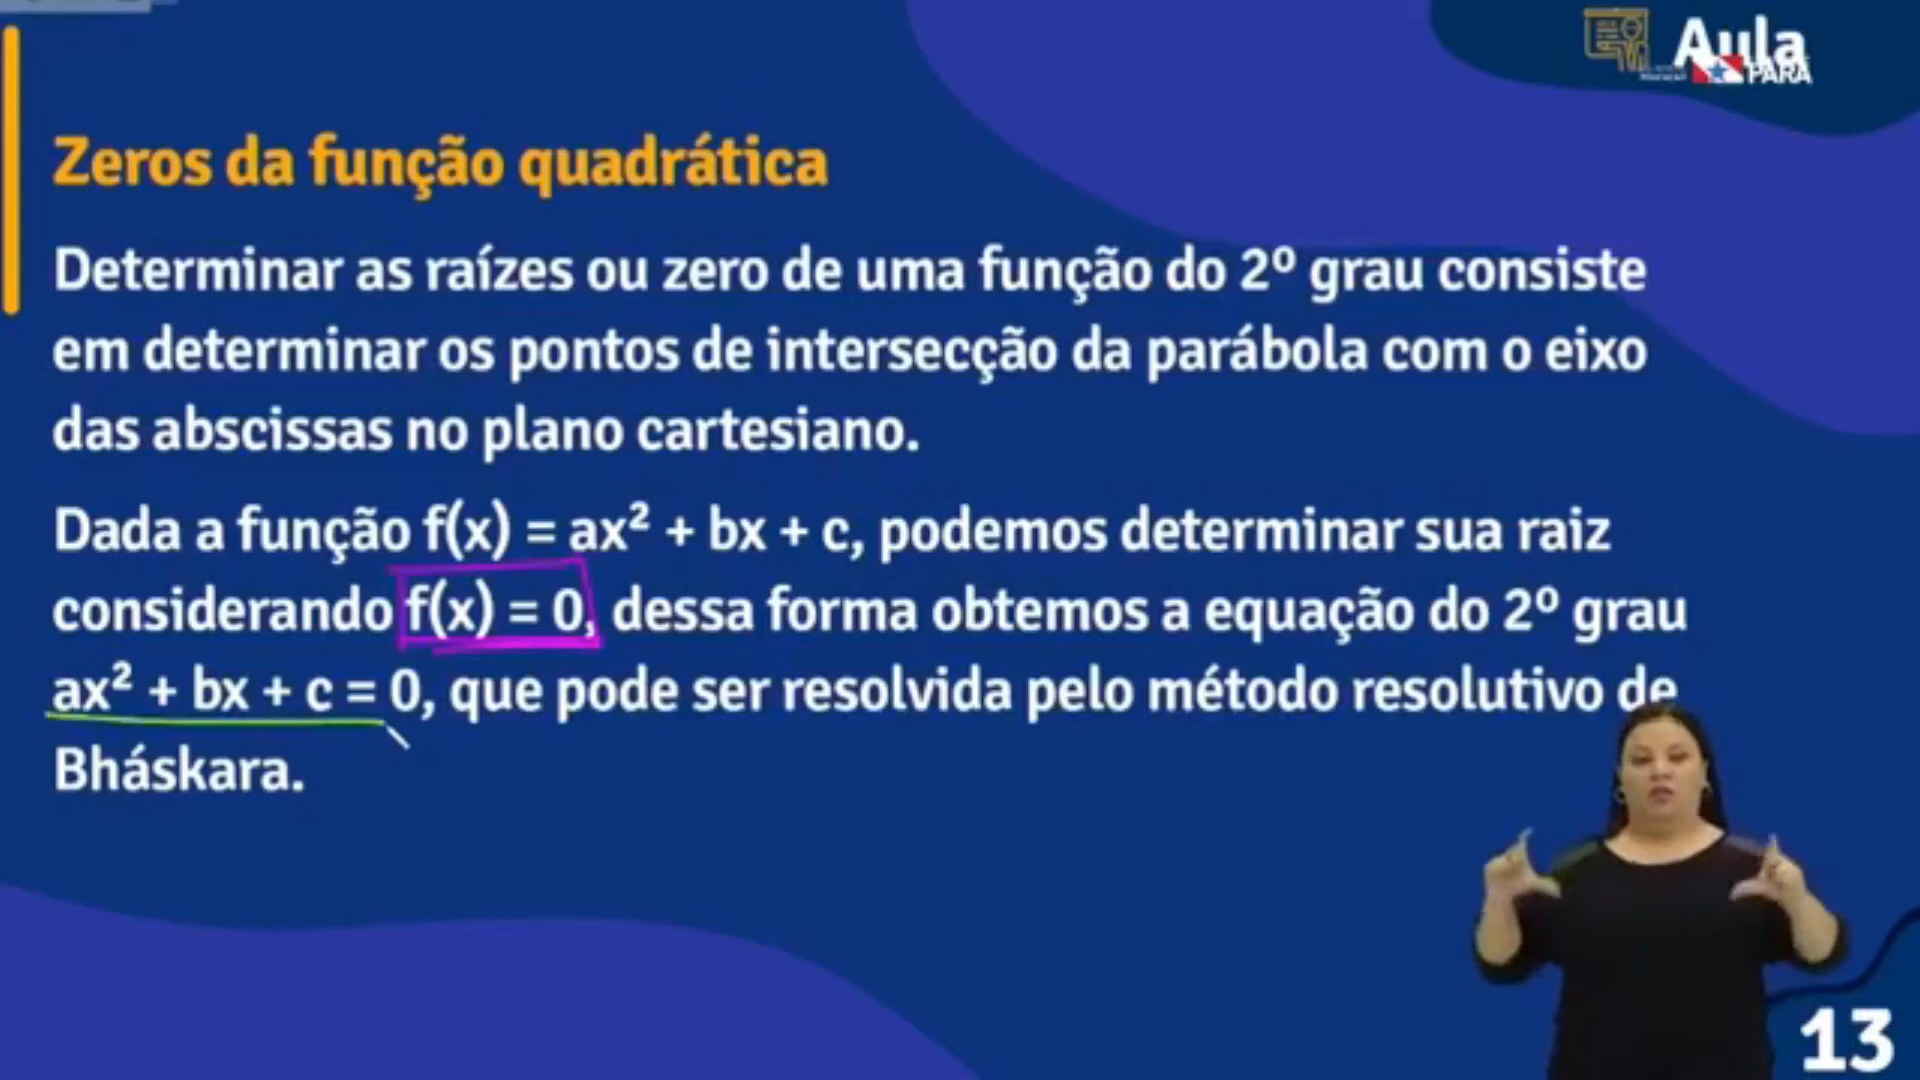 Aula
PARÁ
Zeros da função quadrática
Determinar as raízes ou zero de uma função do 2º grau consiste
em determinar os pontos de intersecção da parábola com o eixo
das abscissas no plano cartesiano.
Dada a função f(x) = ax² + bx + c, podemos determinar sua raiz
considerando f(x) = 0, dessa forma obtemos a equação do 2º grau
ax² + bx + c = 0, que pode ser resolvida pelo método resolutivo de
Bháskara.
13